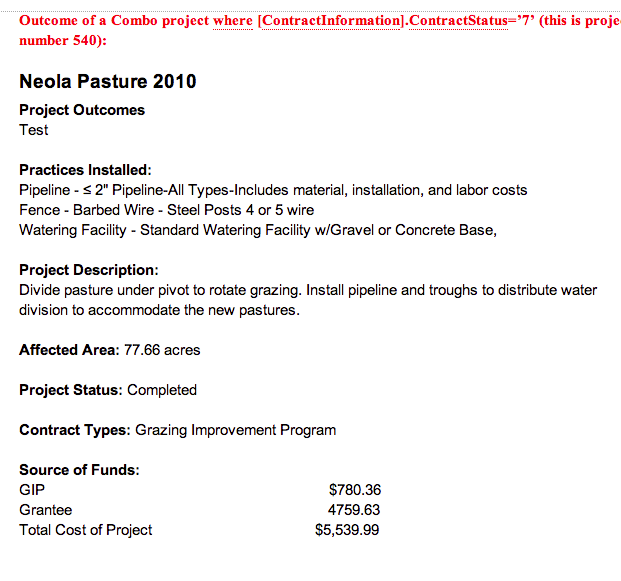 Outcome of a Combo project where [ContractInformation].ContractStatus='7' (this is proje
number 540):
Neola Pasture 2010
Project Outcomes
Test
Practices Installed:
Pipeline - ≤ 2" Pipeline-All Types-Includes material, installation, and labor costs
Fence - Barbed Wire - Steel Posts 4 or 5 wire
Watering Facility - Standard Watering Facility w/Gravel or Concrete Base,
Project Description:
Divide pasture under pivot to rotate grazing. Install pipeline and troughs to distribute water
division to accommodate the new pastures.
Affected Area: 77.66 acres
Project Status: Completed
Contract Types: Grazing Improvement Program
Source of Funds:
GIP $780.36
Grantee 4759.63
Total Cost of Project $5,539.99